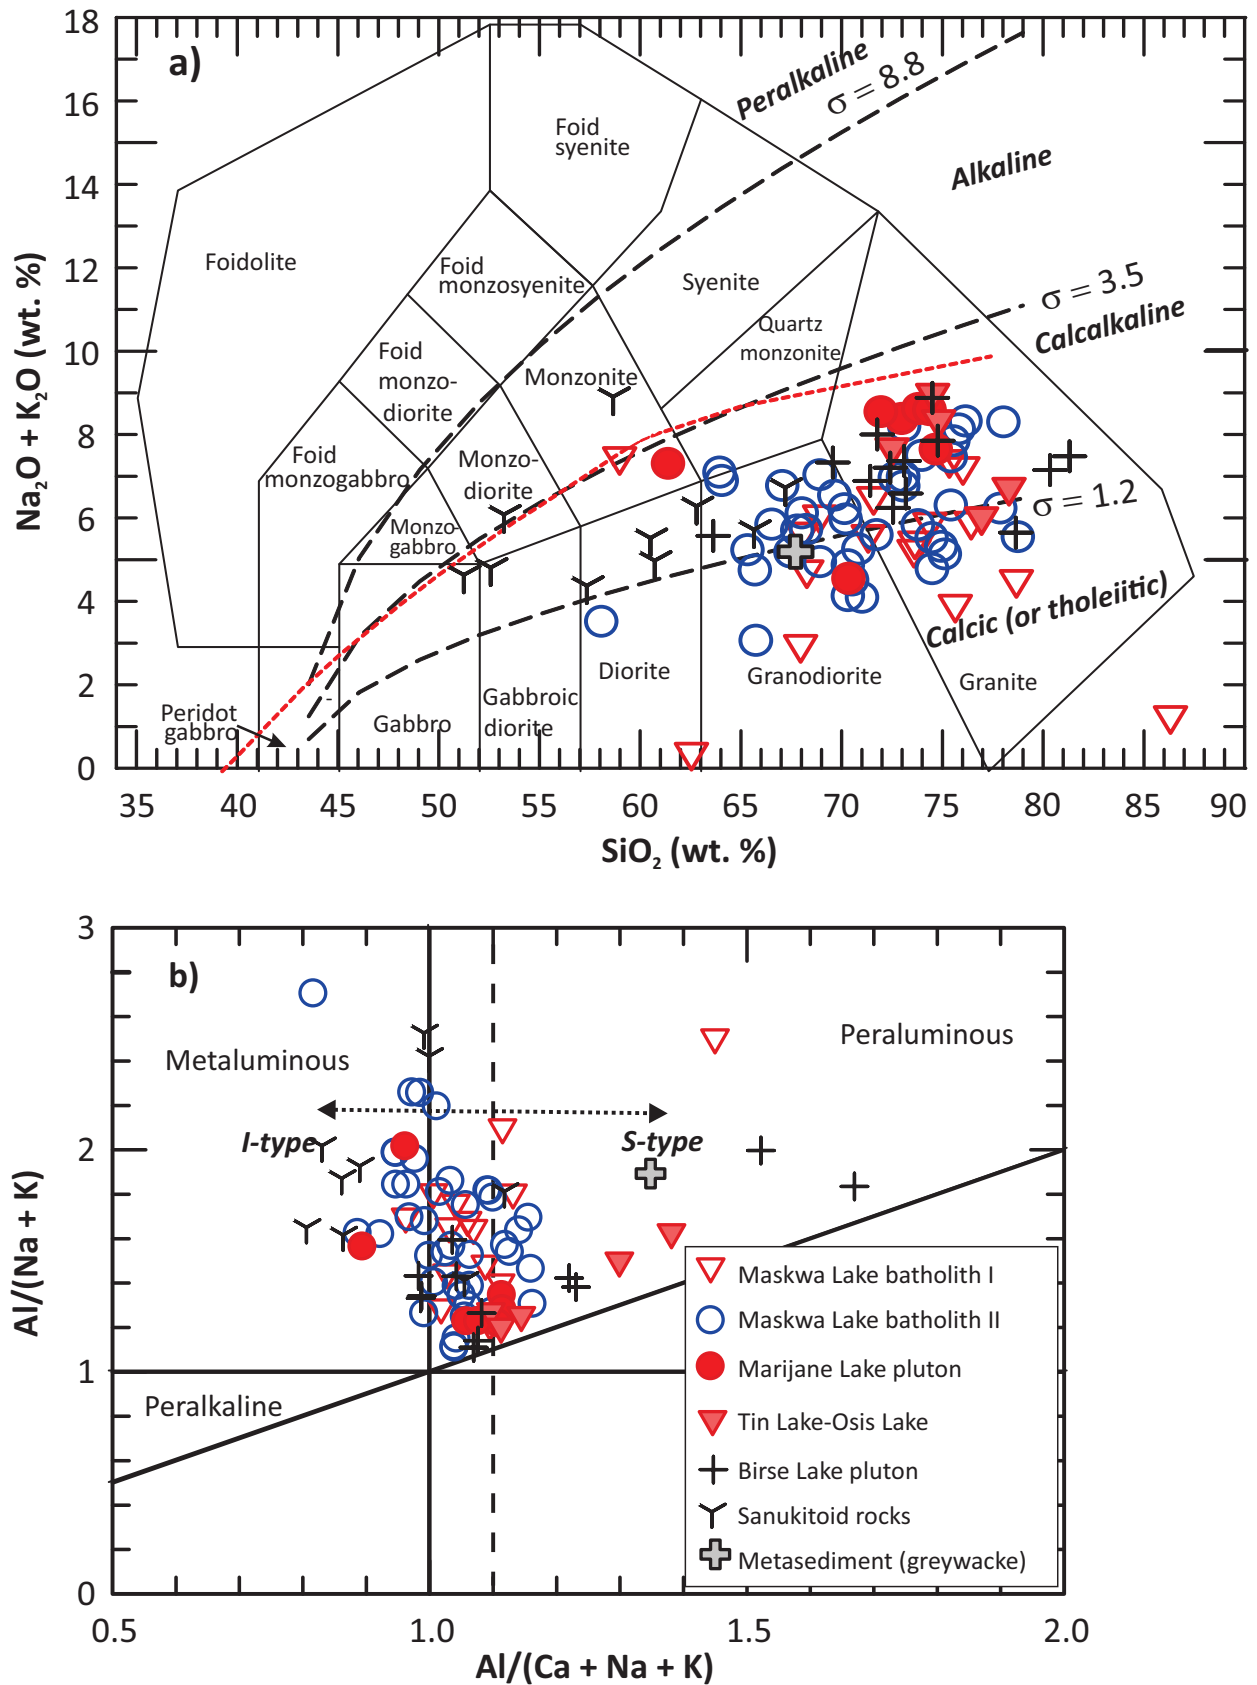 a)
Peralkaline
σ = 8.8
Foid
syenite
Alkaline
Foidolite
Foid
monzosyenite
Syenite
σ = 3.5
Calcalkaline
Quartz
monzonite
Foid
monzo-
diorite
Monzonite
Foid
monzogabbro
Monzo-
diorite
Monzo-
gabbro
σ = 1.2
Calcic (or tholeiitic)
Peridot
gabbro
-
Gabbro
Gabbroic
diorite
Diorite
Granodiorite
Granite
18
16
14
12
10
8
6
4
2
0
Na2O + K2O (wt. %)
35 40 45 50 55 60 65 70 75 80 85 90
SiO2 (wt. %)
b)
Metaluminous
Peraluminous
I-type
S-type
Peralkaline
3
2
1
0
Al/(Na + K)
0.5 1.0 1.5 2.0
Al/(Ca + Na + K)
Maskwa Lake batholith I
Maskwa Lake batholith II
Marijane Lake pluton
Tin Lake-Osis Lake
Birse Lake pluton
Sanukitoid rocks
Metasediment (greywacke)